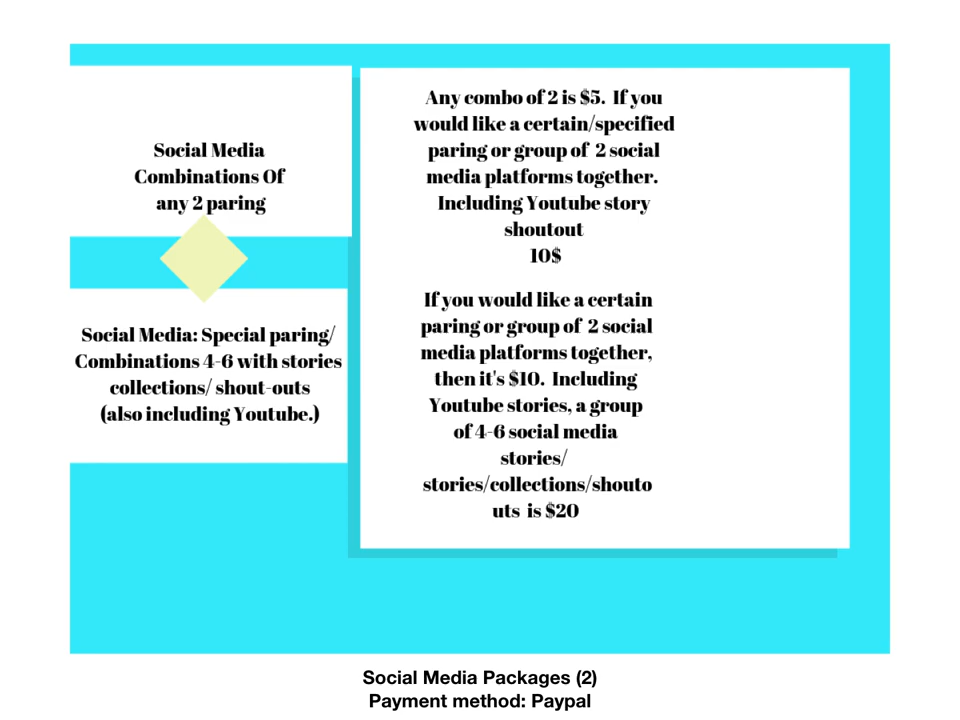 Social Media
Combinations Of
any 2 paring
Social Media: Special paring/
Combinations 4-6 with stories
collections/ shout-outs
(also including Youtube.)
Any combo of 2 is $5. If you
would like a certain/specified
paring or group of 2 social
media platforms together.
Including Youtube story
shoutout
10$
If you would like a certain
paring or group of 2 social
media platforms together,
then it's $10. Including
Youtube stories, a group
of 4-6 social media
stories/
stories/collections/shouto
uts is $20
Social Media Packages (2)
Payment method: Paypal